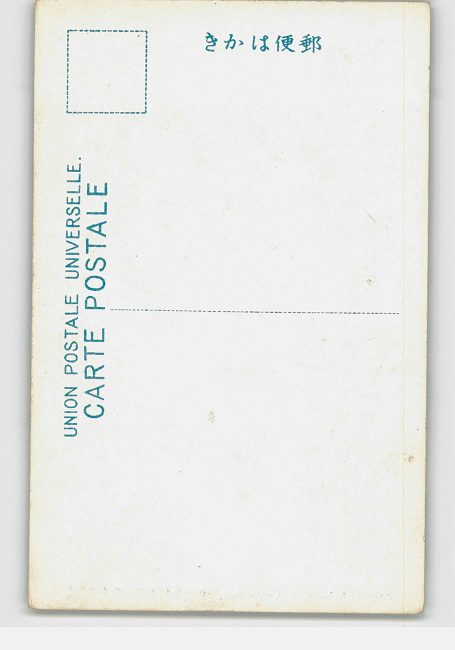 きかは便郵
UNION POSTALE UNIVERSELLE.
CARTE POSTALE